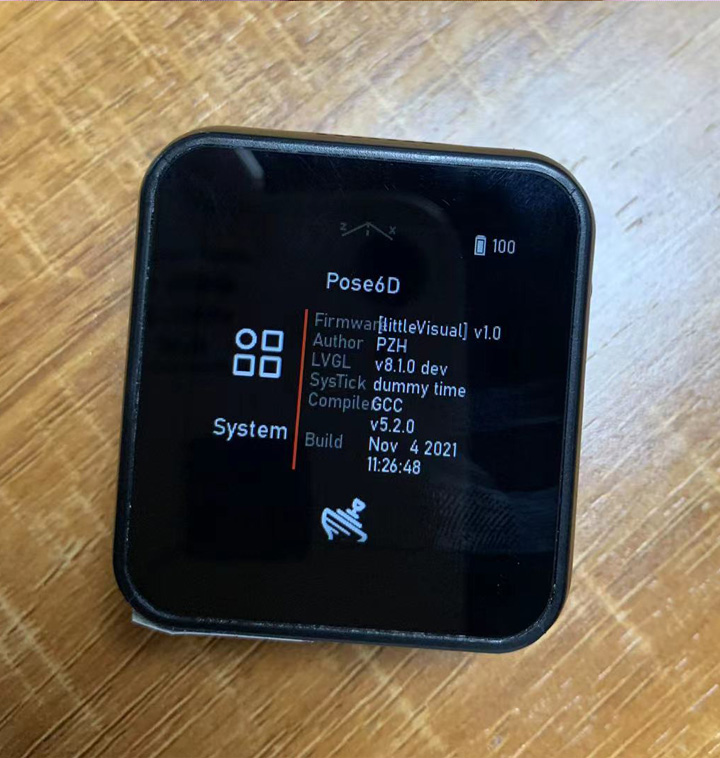 Z X
100
Pose6D
Firmware [littleVisual] v1.0
Author PZH
LVGL v8.1.0 dev
SysTick dummy time
Compile GCC
v5.2.0
System
Build Nov 4 2021
11:26:48